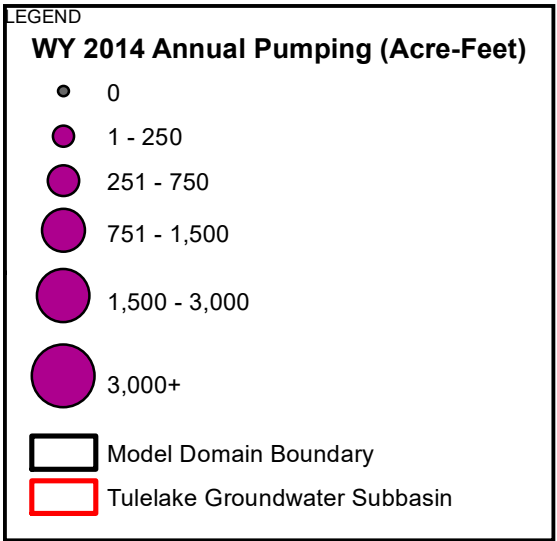 LEGEND
WY 2014 Annual Pumping (Acre-Feet)
0
1 - 250
251 - 750
751 - 1,500
1,500 - 3,000
3,000+
Model Domain Boundary
Tulelake Groundwater Subbasin